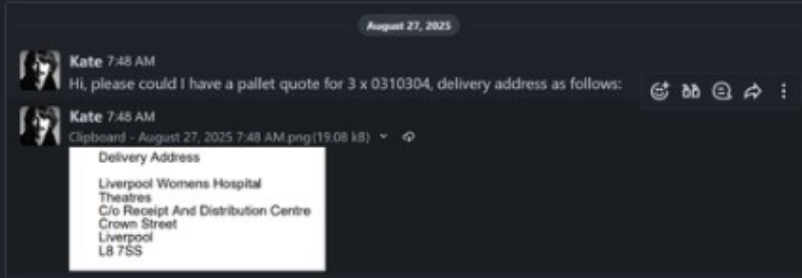 August 27, 2025
Kate 7:48 AM
Hi, please could I have a pallet quote for 3 x 0310304, delivery address as follows:
Kate 7:48 AM
Clipboard - August 27, 2025 7:48 AM.png(19.08 kB)
Delivery Address
Liverpool Womens Hospital
Theatres
C/o Receipt And Distribution Centre
Crown Street
Liverpool
L8 7SS